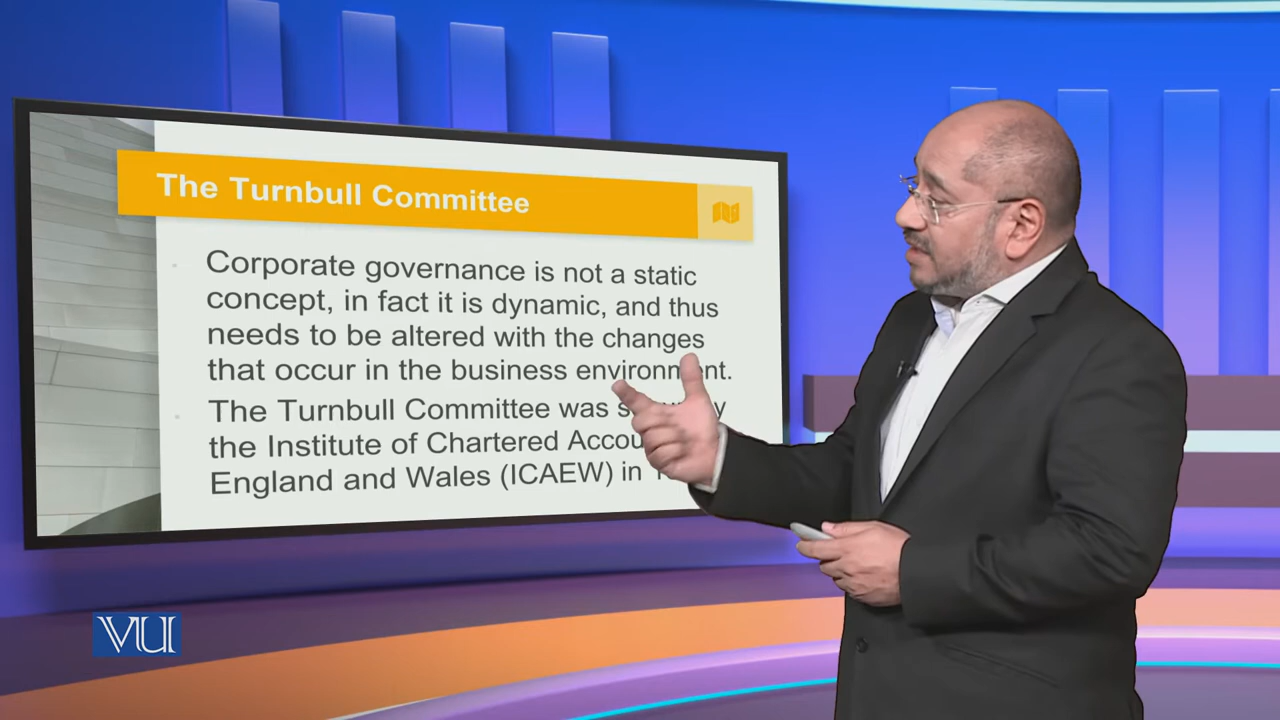 The Turnbull Committee
Corporate governance is not a static
concept, in fact it is dynamic, and thus
needs to be altered with the changes
that occur in the business environment.
The Turnbull Committee was
the Institute of Chartered
England and Wales (ICAEW) in
VU